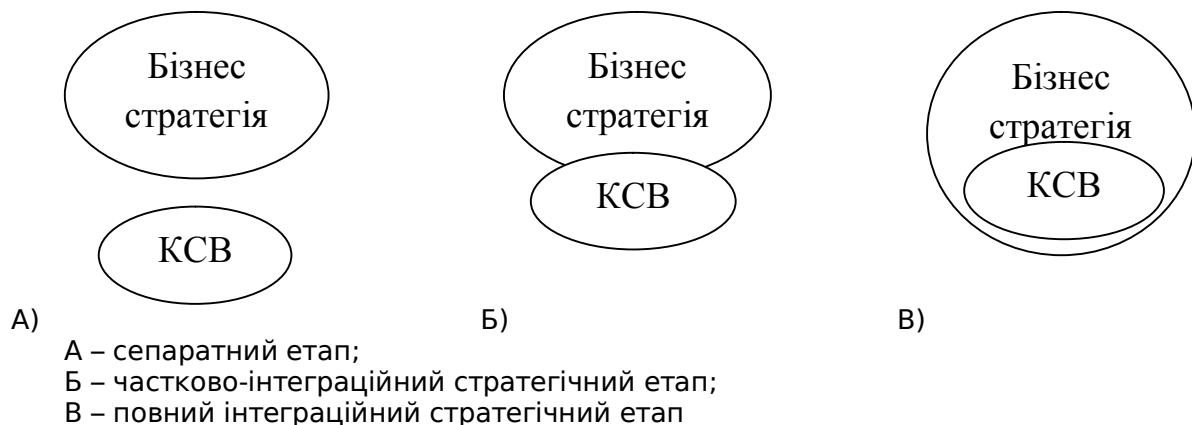 Бізнес
стратегія
КСВ
Бізнес
стратегія
КСВ
Бізнес
стратегія
КСВ
А)
Б)
В)
А – сепаратний етап;
Б – частково-інтеграційний стратегічний етап;
В – повний інтеграційний стратегічний етап